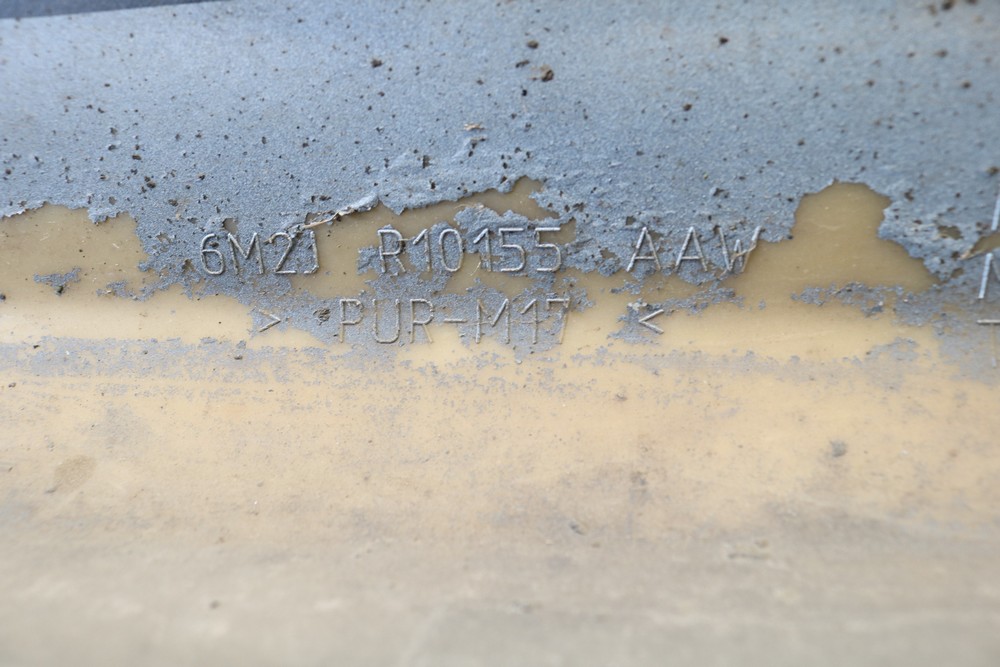 6M21 R10155 AAW
> PUR-M17 <